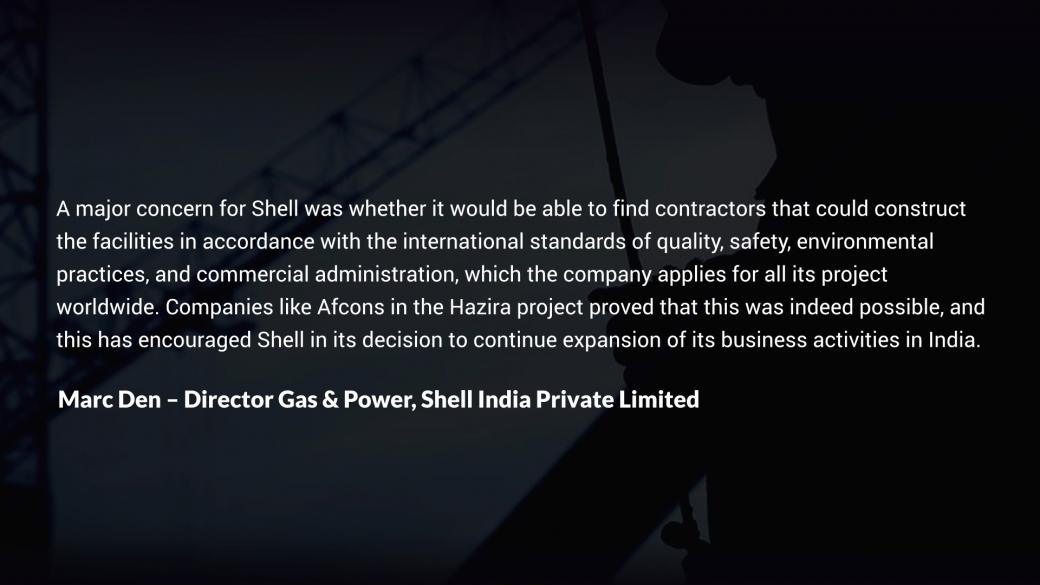 A major concern for Shell was whether it would be able to find contractors that could construct
the facilities in accordance with the international standards of quality, safety, environmental
practices, and commercial administration, which the company applies for all its project
worldwide. Companies like Afcons in the Hazira project proved that this was indeed possible, and
this has encouraged Shell in its decision to continue expansion of its business activities in India.
Marc Den – Director Gas & Power, Shell India Private Limited